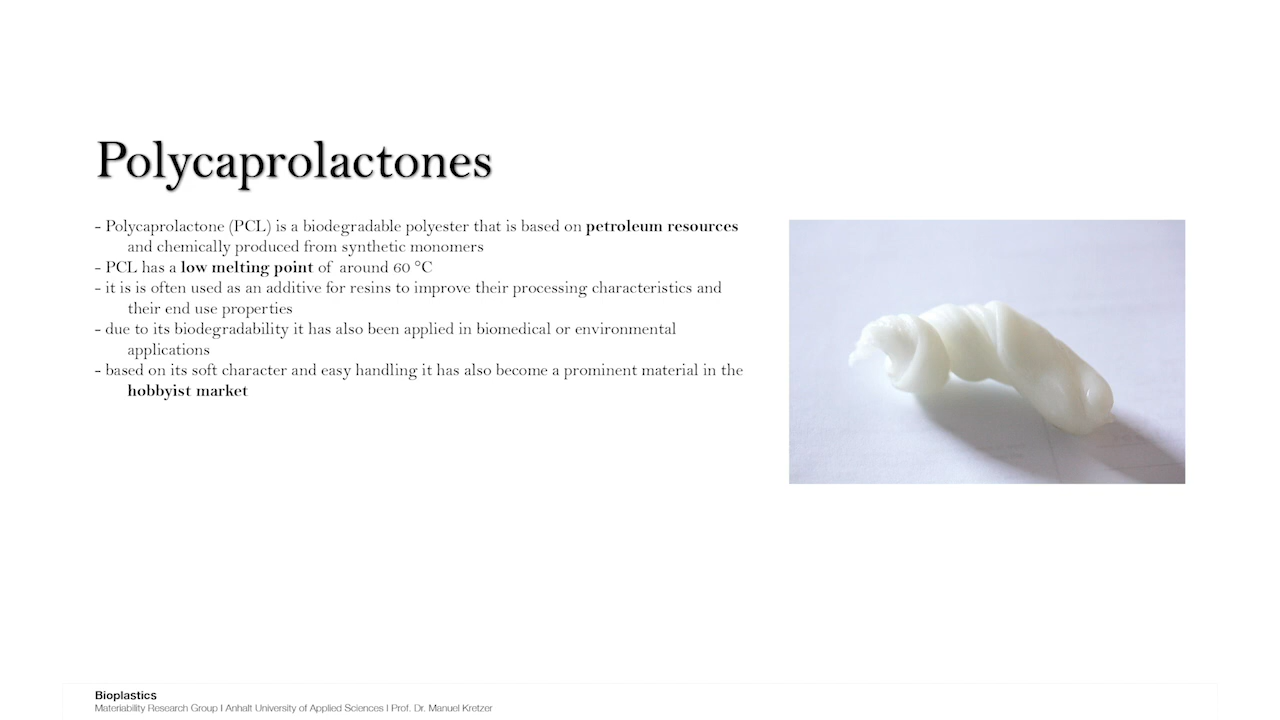 Polycaprolactones
- Polycaprolactone (PCL) is a biodegradable polyester that is based on petroleum resources
and chemically produced from synthetic monomers
- PCL has a low melting point of around 60 °C
- it is is often used as an additive for resins to improve their processing characteristics and
their end use properties
- due to its biodegradability it has also been applied in biomedical or environmental
applications
- based on its soft character and easy handling it has also become a prominent material in the
hobbyist market
Bioplastics
Materiability Research Group I Anhalt University of Applied Sciences I Prof. Dr. Manuel Kretzer